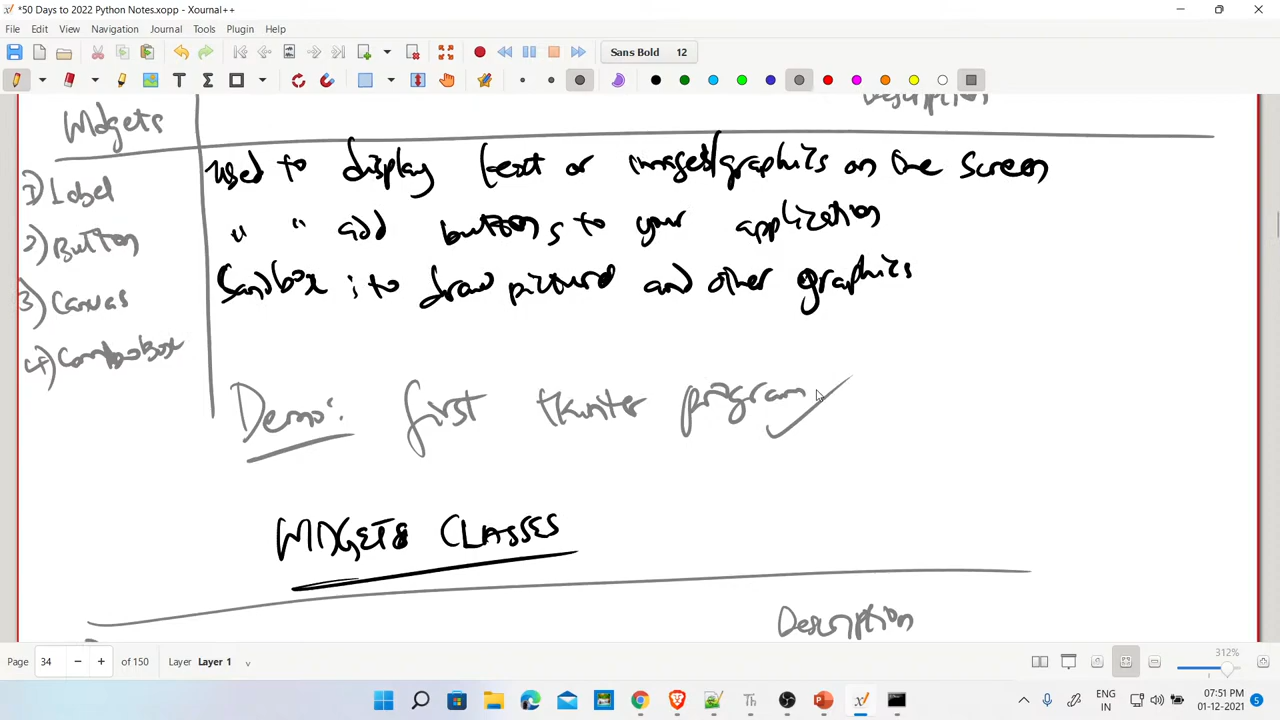 *50 Days to 2022 Python Notes.xopp - Xournal++
File Edit View Navigation Journal Tools Plugin Help
Sans Bold 12
Widgets Description
1) Label used to display text or images/graphics on the screen
2) Button " " add buttons to your application
3) Canvas Sandbox : to draw picture and other graphics
4) ComboBox
Demo: first tkinter program
WIDGETS CLASSES
Description
Page 34 of 150 Layer Layer 1 312%
ENG
IN
07:51 PM
01-12-2021
5